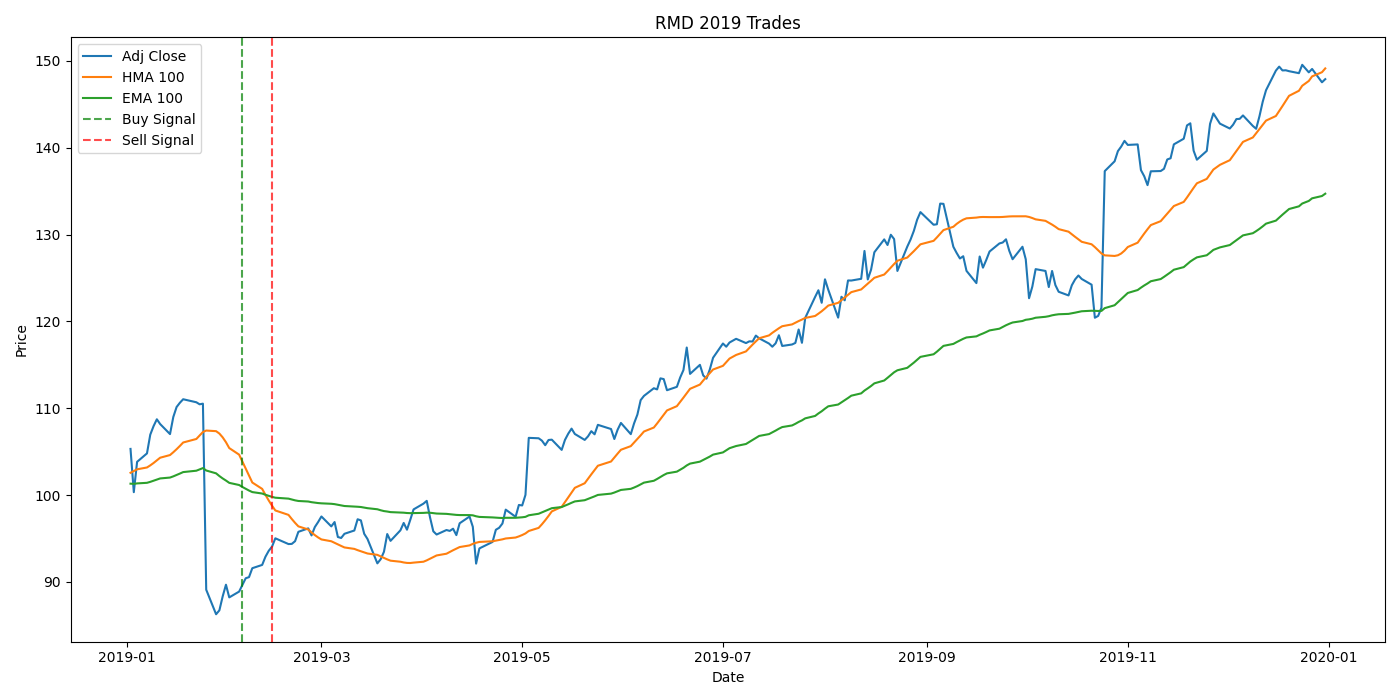 RMD 2019 Trades
Adj Close
HMA 100
EMA 100
Buy Signal
Sell Signal
150
140
130
120
110
100
90
Price
2019-01
2019-03
2019-05
2019-07
2019-09
2019-11
2020-01
Date